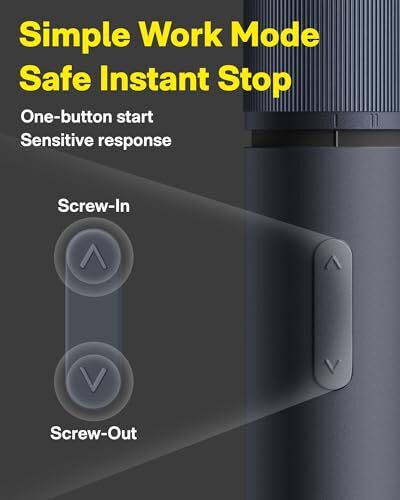 Simple Work Mode
Safe Instant Stop
One-button start
Sensitive response
Screw-In
Screw-Out